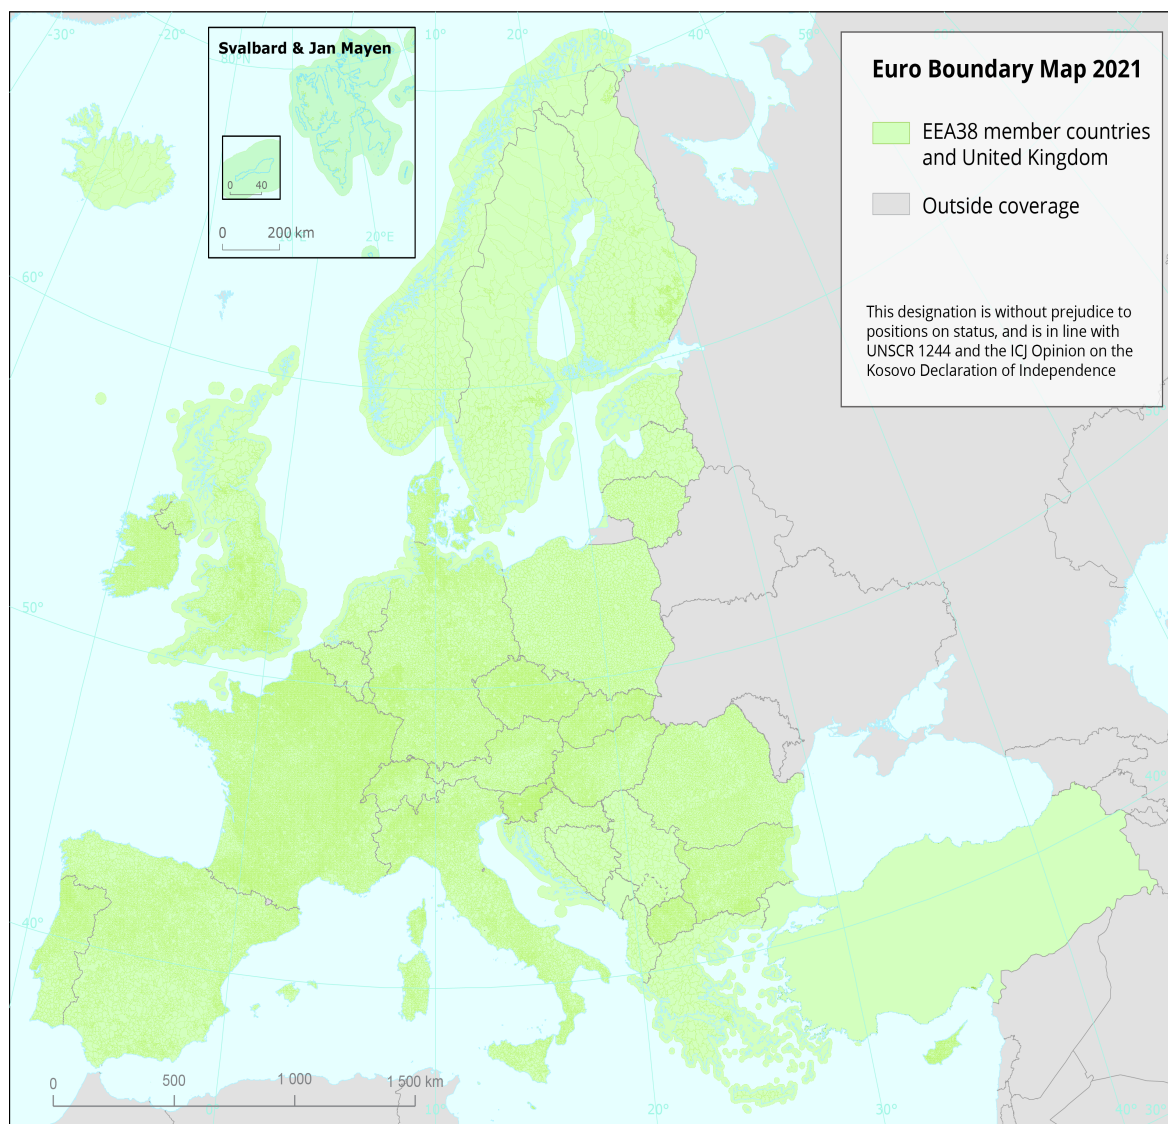 -30°
-20°
10°
20°
30°
40°
50°
Svalbard & Jan Mayen
80°N
0 40
0 200 km
20°E
Euro Boundary Map 2021
EEA38 member countries
and United Kingdom
Outside coverage
This designation is without prejudice to
positions on status, and is in line with
UNSCR 1244 and the ICJ Opinion on the
Kosovo Declaration of Independence
60°
50°
40°
40°
0 500 1 000 1 500 km
0°
10°
20°
30°
40°
30°